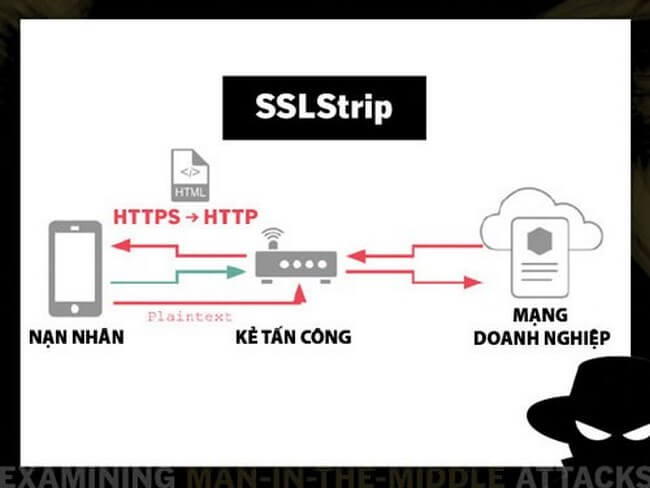 SSLStrip
</>
HTML
HTTPS → HTTP
Plaintext
NẠN NHÂN
KẺ TẤN CÔNG
MẠNG
DOANH NGHIỆP
EXAMINING MAN-IN-THE-MIDDLE ATTACKS